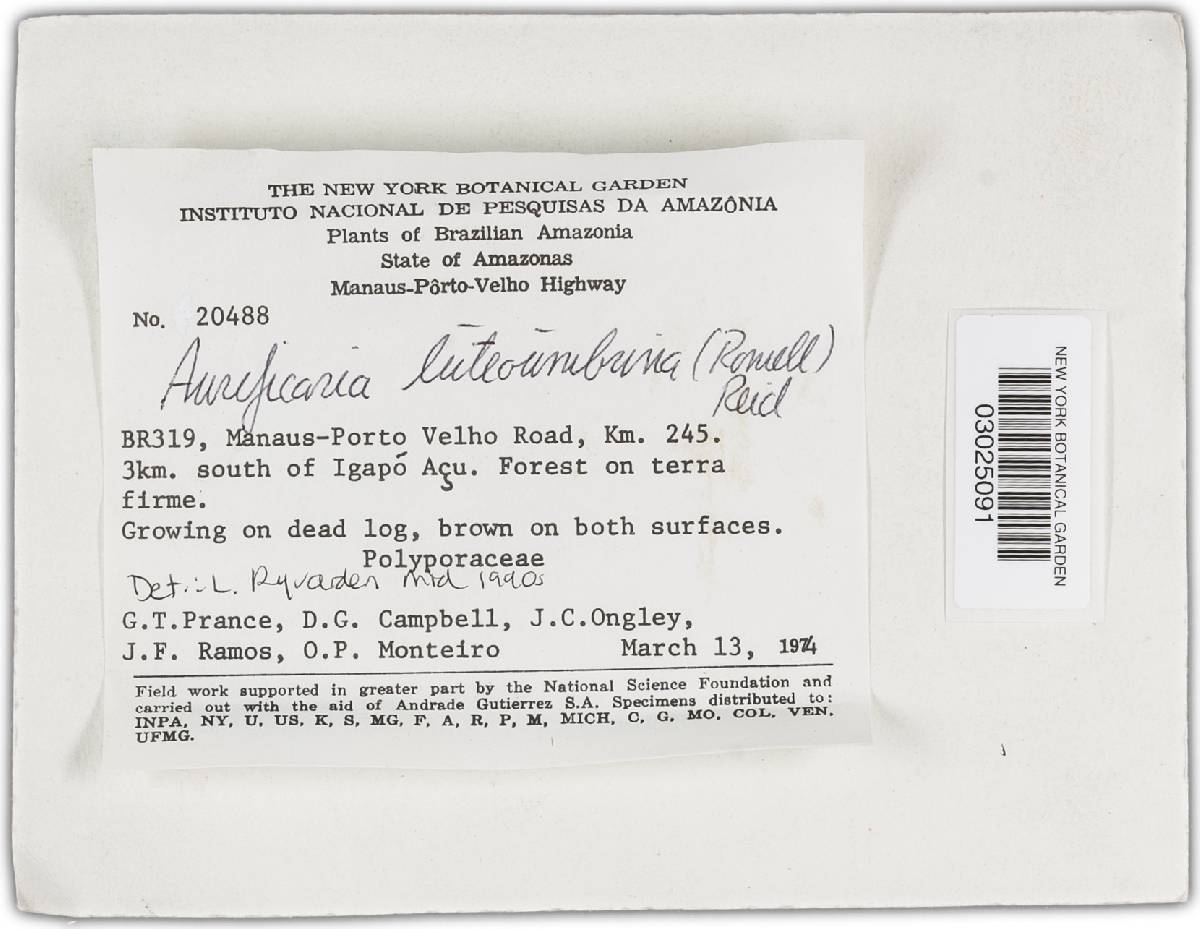 THE NEW YORK BOTANICAL GARDEN
INSTITUTO NACIONAL DE PESQUISAS DA AMAZÔNIA
Plants of Brazilian Amazonia
State of Amazonas
Manaus-Pôrto-Velho Highway
No. 20488
Aurificaria luteoumbrina (Romell)
Reid
BR319, Manaus-Porto Velho Road, Km. 245.
3km. south of Igapó Açu. Forest on terra
firme.
Growing on dead log, brown on both surfaces.
Polyporaceae
Det.: L. Ryvarden mid 1990s
G.T.Prance, D.G. Campbell, J.C.Ongley,
J.F. Ramos, O.P. Monteiro March 13, 1974
Field work supported in greater part by the National Science Foundation and
carried out with the aid of Andrade Gutierrez S.A. Specimens distributed to:
INPA, NY, U, US, K, S, MG, F, A, R, P, M, MICH, C, G, MO, COL, VEN,
UFMG.
NEW YORK BOTANICAL GARDEN
03025091